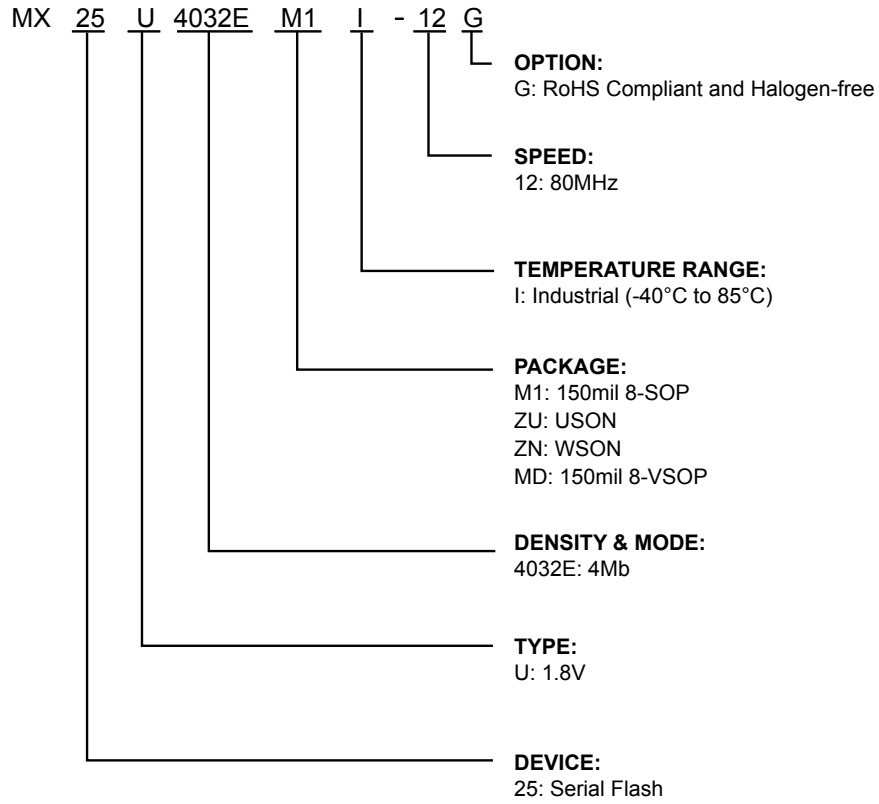 MX 25 U 4032E M1 I - 12 G
OPTION:
G: RoHS Compliant and Halogen-free
SPEED:
12: 80MHz
TEMPERATURE RANGE:
I: Industrial (-40°C to 85°C)
PACKAGE:
M1: 150mil 8-SOP
ZU: USON
ZN: WSON
MD: 150mil 8-VSOP
DENSITY & MODE:
4032E: 4Mb
TYPE:
U: 1.8V
DEVICE:
25: Serial Flash